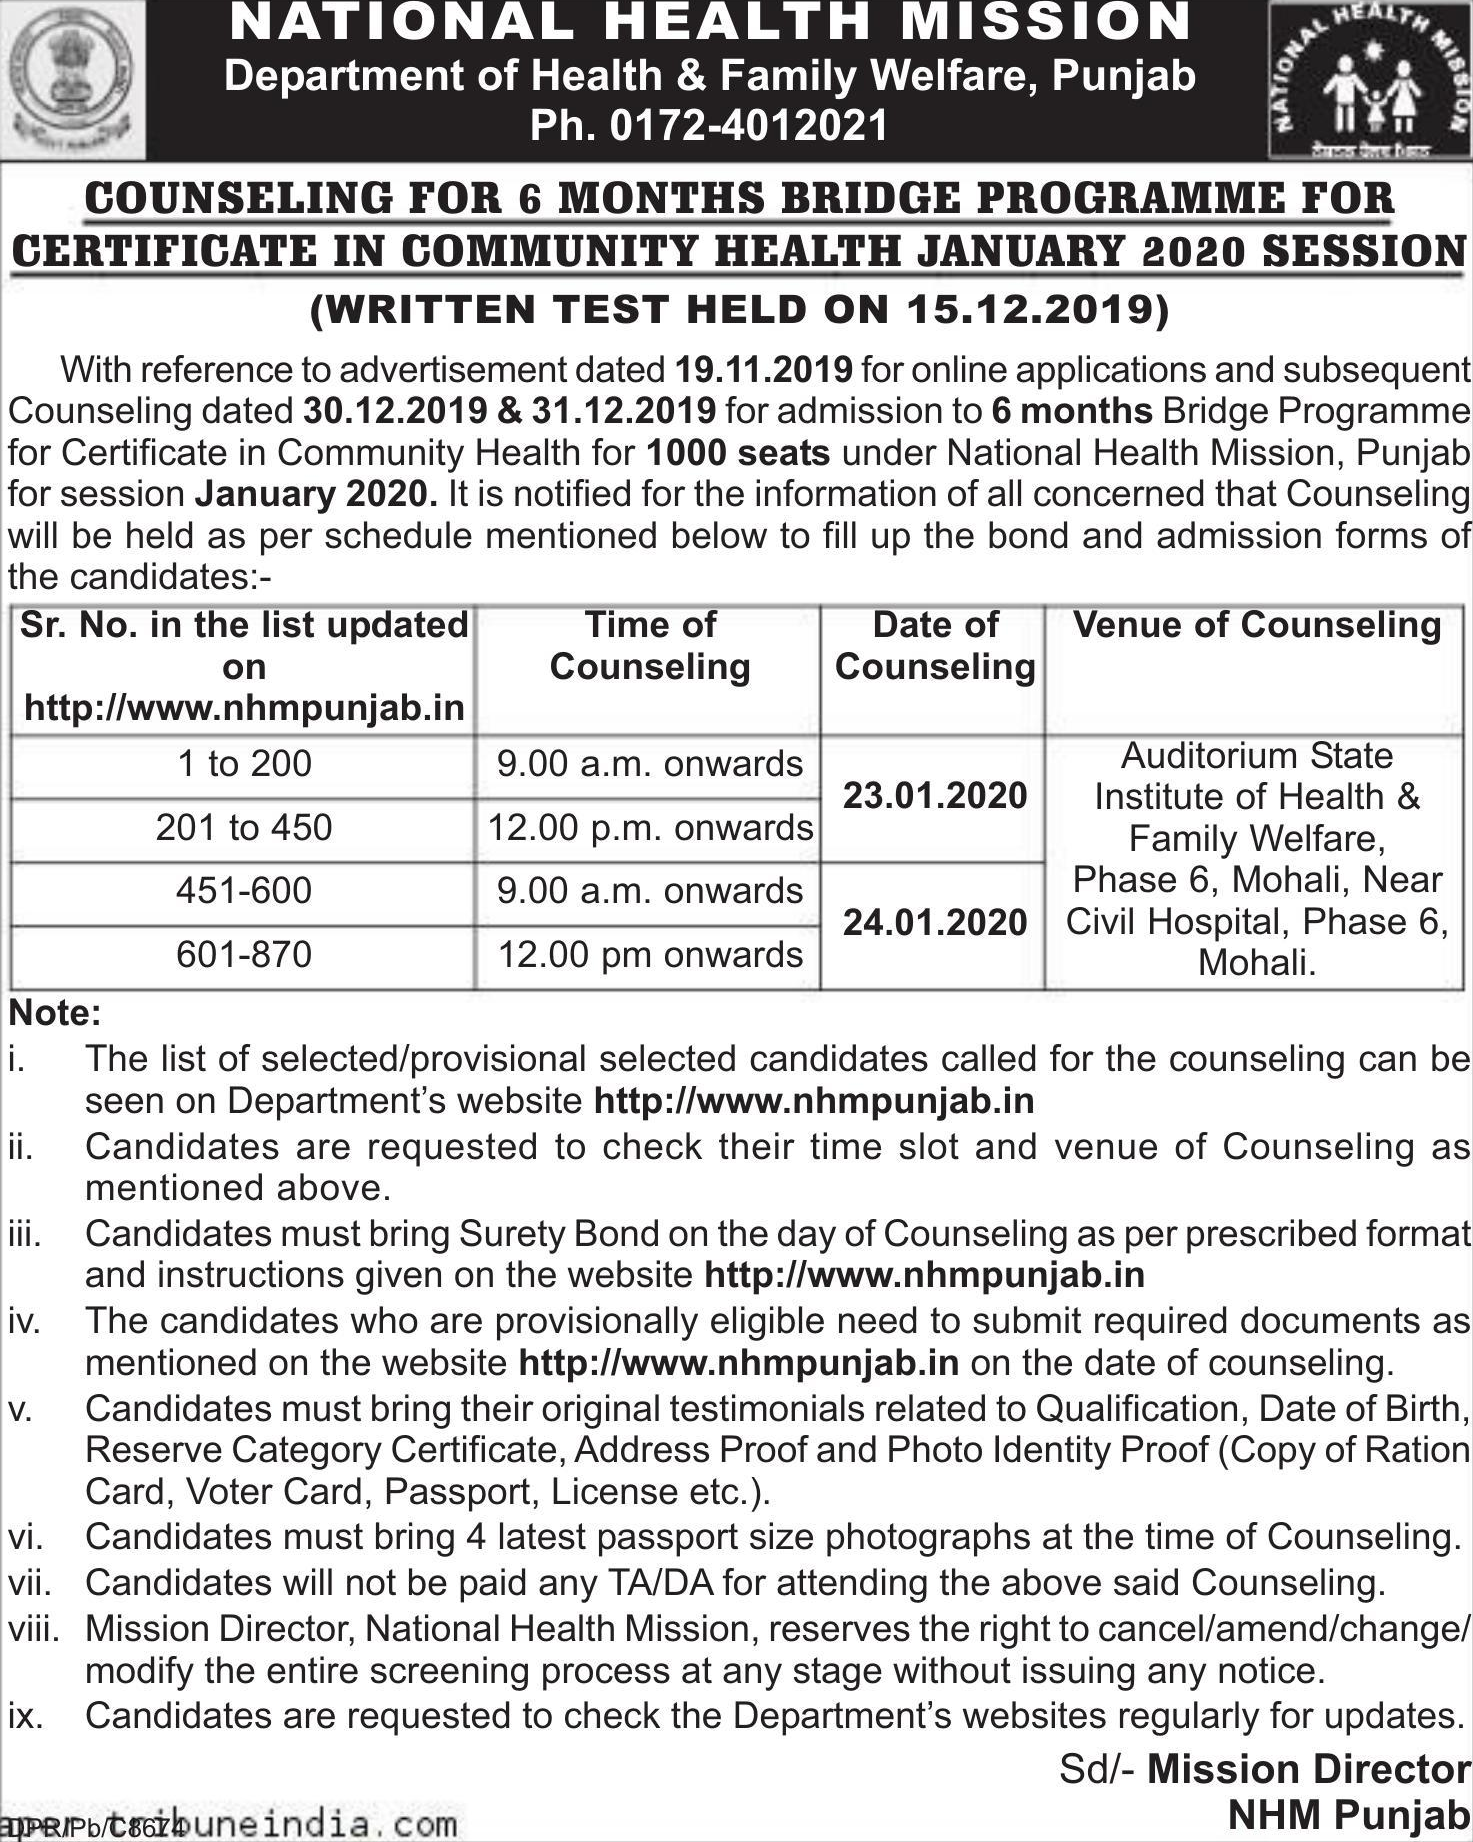 NATIONAL HEALTH MISSION
Department of Health & Family Welfare, Punjab
Ph. 0172-4012021
NATIONAL HEALTH MISSION
COUNSELING FOR 6 MONTHS BRIDGE PROGRAMME FOR
CERTIFICATE IN COMMUNITY HEALTH JANUARY 2020 SESSION
(WRITTEN TEST HELD ON 15.12.2019)
With reference to advertisement dated 19.11.2019 for online applications and subsequent
Counseling dated 30.12.2019 & 31.12.2019 for admission to 6 months Bridge Programme
for Certificate in Community Health for 1000 seats under National Health Mission, Punjab
for session January 2020. It is notified for the information of all concerned that Counseling
will be held as per schedule mentioned below to fill up the bond and admission forms of
the candidates:-
Sr. No. in the list updated
on
http://www.nhmpunjab.in
Time of
Counseling
Date of
Counseling
Venue of Counseling
1 to 200
9.00 a.m. onwards
201 to 450
12.00 p.m. onwards
23.01.2020
451-600
9.00 a.m. onwards
601-870
12.00 pm onwards
24.01.2020
Auditorium State
Institute of Health &
Family Welfare,
Phase 6, Mohali, Near
Civil Hospital, Phase 6,
Mohali.
Note:
i. The list of selected/provisional selected candidates called for the counseling can be
seen on Department's website http://www.nhmpunjab.in
ii. Candidates are requested to check their time slot and venue of Counseling as
mentioned above.
iii. Candidates must bring Surety Bond on the day of Counseling as per prescribed format
and instructions given on the website http://www.nhmpunjab.in
iv. The candidates who are provisionally eligible need to submit required documents as
mentioned on the website http://www.nhmpunjab.in on the date of counseling.
v. Candidates must bring their original testimonials related to Qualification, Date of Birth,
Reserve Category Certificate, Address Proof and Photo Identity Proof (Copy of Ration
Card, Voter Card, Passport, License etc.).
vi. Candidates must bring 4 latest passport size photographs at the time of Counseling.
vii. Candidates will not be paid any TA/DA for attending the above said Counseling.
viii. Mission Director, National Health Mission, reserves the right to cancel/amend/change/
modify the entire screening process at any stage without issuing any notice.
ix. Candidates are requested to check the Department's websites regularly for updates.
Sd/- Mission Director
NHM Punjab
DPR/Pb/C8674
aper.tribuneindia.com